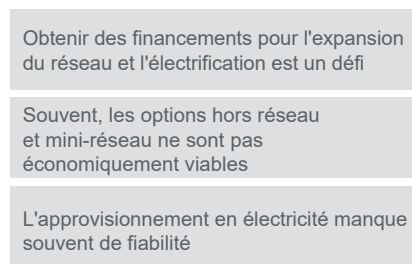 Obtenir des financements pour l'expansion
du réseau et l'électrification est un défi
Souvent, les options hors réseau
et mini-réseau ne sont pas
économiquement viables
L'approvisionnement en électricité manque
souvent de fiabilité